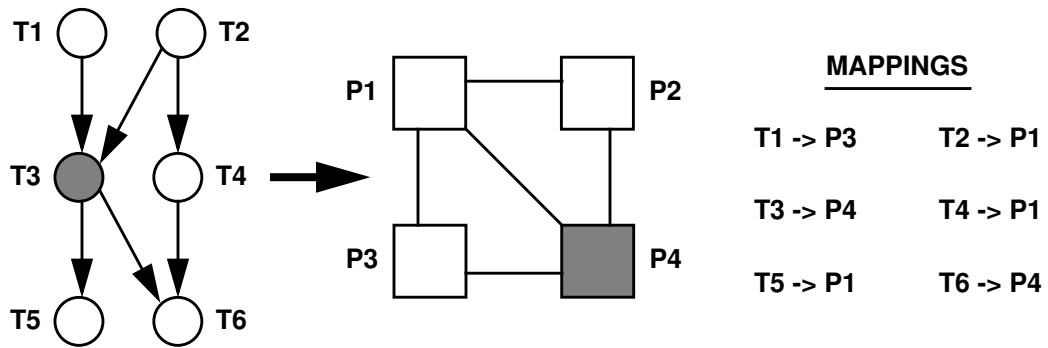 T1 T2
T3 T4
T5 T6
P1 P2
P3 P4
MAPPINGS
T1 -> P3 T2 -> P1
T3 -> P4 T4 -> P1
T5 -> P1 T6 -> P4